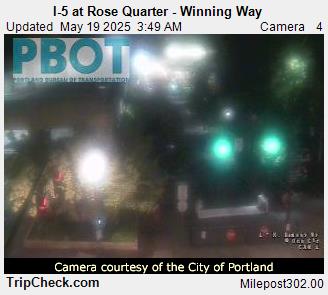 I-5 at Rose Quarter - Winning Way
Updated May 19 2025 3:49 AM Camera 4
PBOT
PORTLAND BUREAU OF TRANSPORTATION
Camera courtesy of the City of Portland
TripCheck.com Milepost302.00